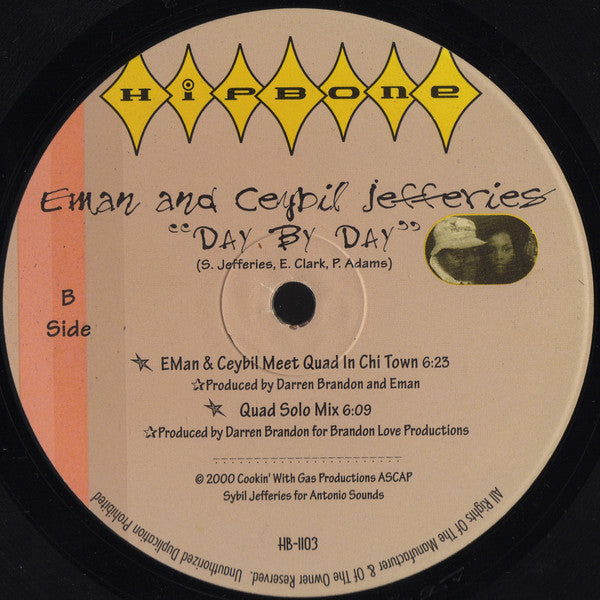 HiPBONE
Eman and Ceybil Jefferies
"Day By Day"
(S. Jefferies, E. Clark, P. Adams)
B
Side
EMan & Ceybil Meet Quad In Chi Town 6:23
☆Produced by Darren Brandon and Eman
Quad Solo Mix 6:09
☆Produced by Darren Brandon for Brandon Love Productions
© 2000 Cookin' With Gas Productions ASCAP
Sybil Jefferies for Antonio Sounds
HB-1103
All Rights Of The Manufacturer & Of The Owner Reserved. Unauthorized Duplication Prohibited